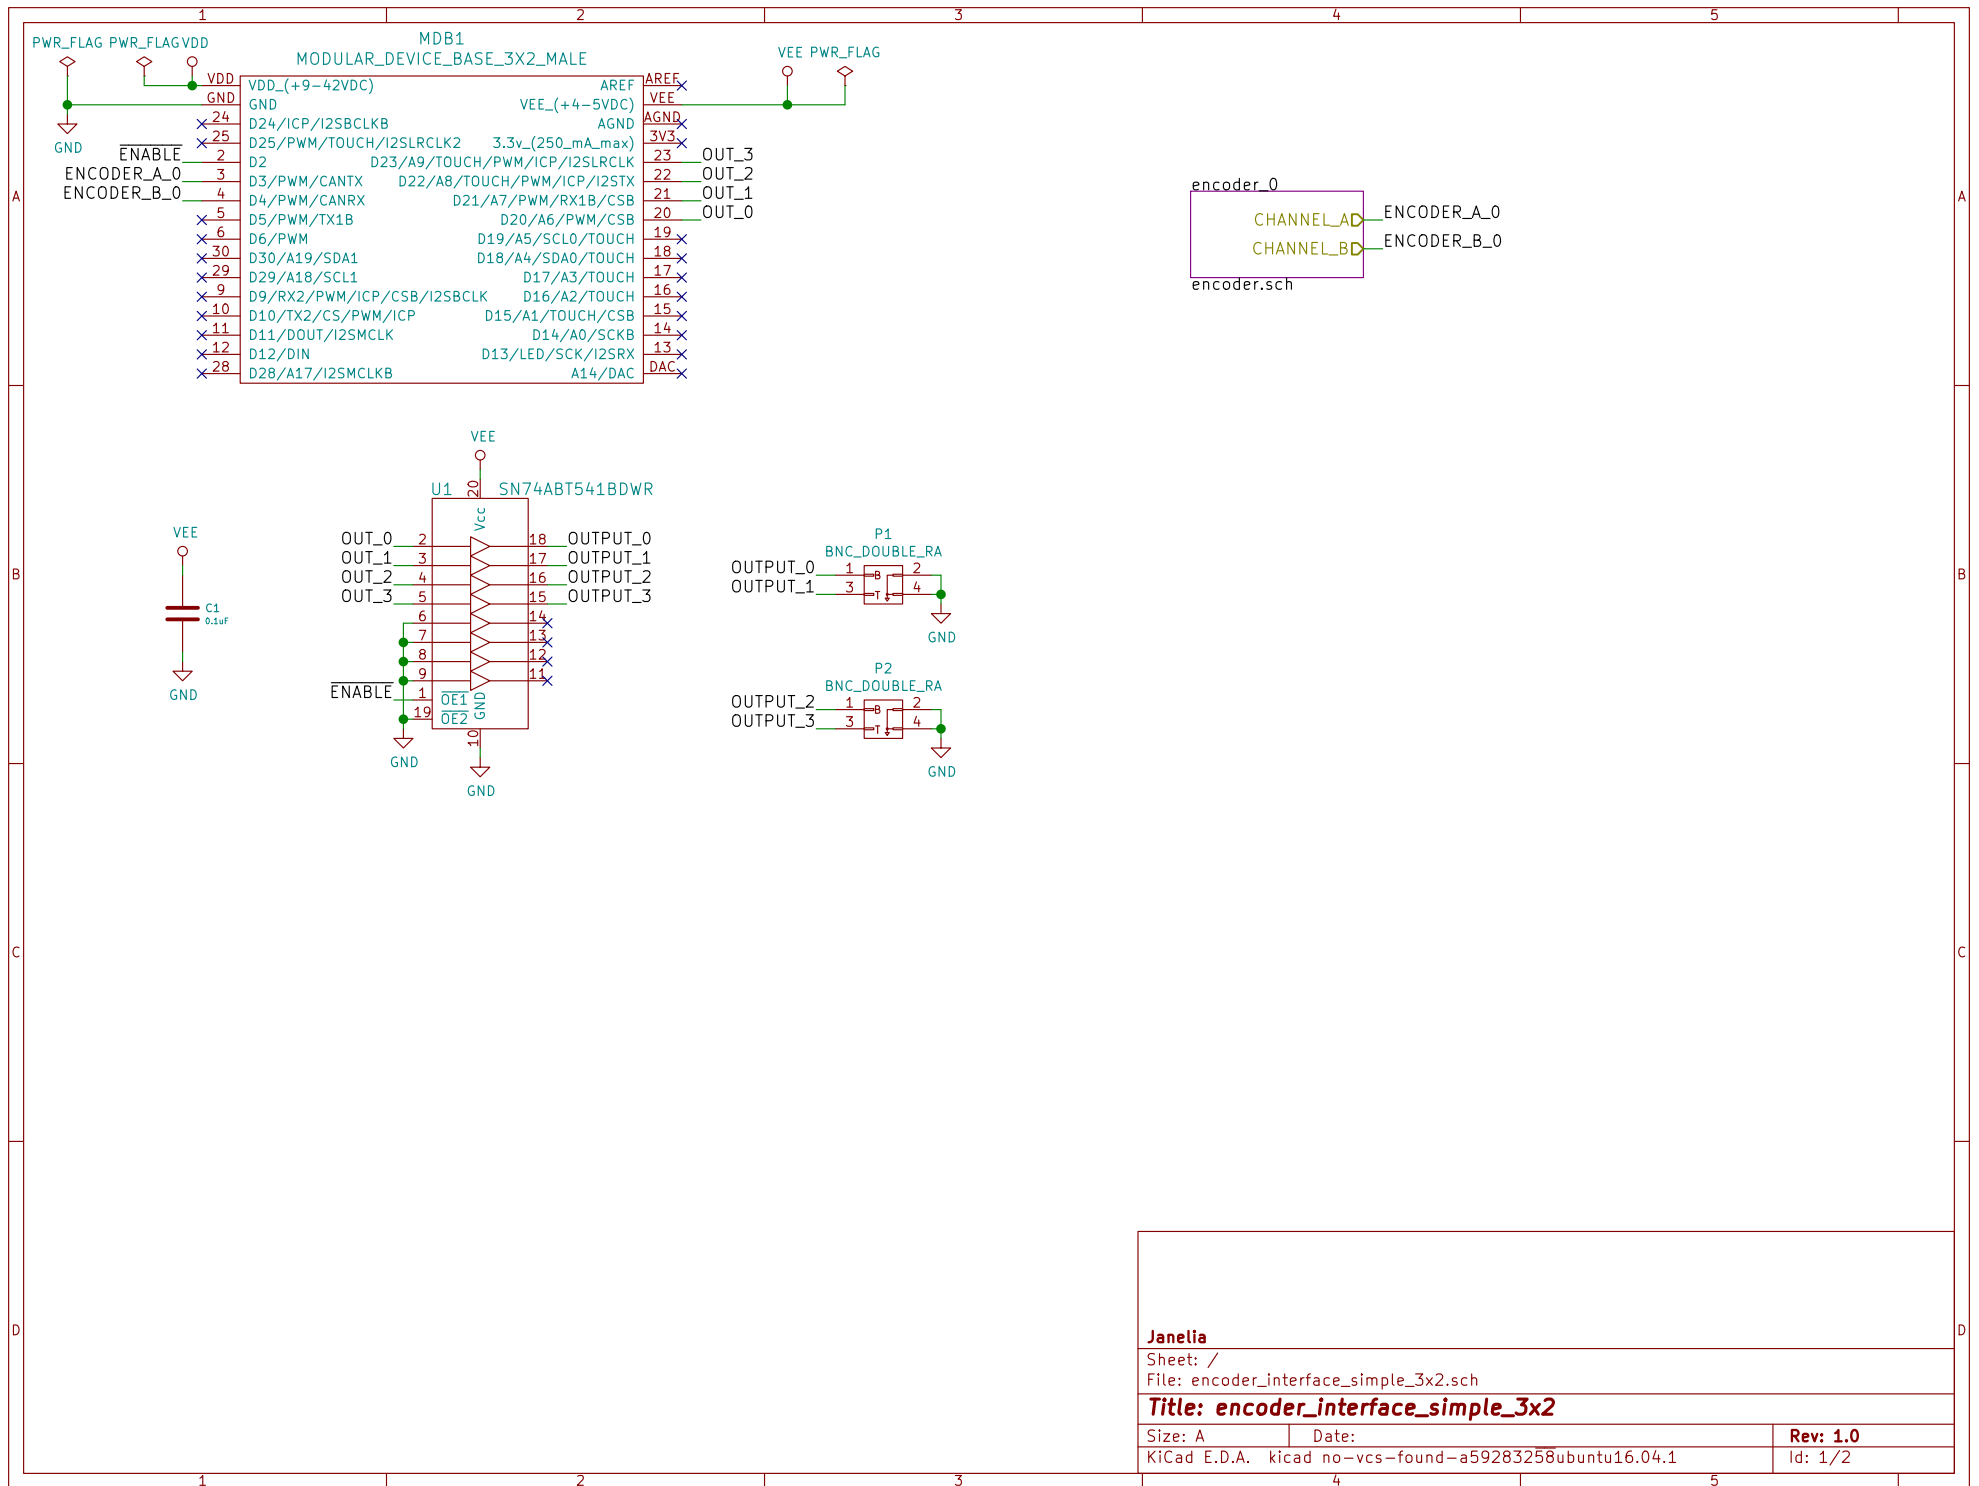 1 2 3 4 5
PWR_FLAG PWR_FLAG VDD
MDB1
MODULAR_DEVICE_BASE_3X2_MALE
VEE PWR_FLAG
VDD VDD_(+9-42VDC) AREF AREF
GND GND VEE_(+4-5VDC) VEE
24 D24/ICP/I2SBCLKB AGND AGND
GND
25 D25/PWM/TOUCH/I2SLRCLK2 3.3v_(250_mA_max) 3V3
ENABLE 2 D2 D23/A9/TOUCH/PWM/ICP/I2SLRCLK 23 OUT_3
ENCODER_A_0 3 D3/PWM/CANTX D22/A8/TOUCH/PWM/ICP/I2STX 22 OUT_2
ENCODER_B_0 4 D4/PWM/CANRX D21/A7/PWM/RX1B/CSB 21 OUT_1
5 D5/PWM/TX1B D20/A6/PWM/CSB 20 OUT_0
6 D6/PWM D19/A5/SCL0/TOUCH 19
30 D30/A19/SDA1 D18/A4/SDA0/TOUCH 18
29 D29/A18/SCL1 D17/A3/TOUCH 17
9 D9/RX2/PWM/ICP/CSB/I2SBCLK D16/A2/TOUCH 16
10 D10/TX2/CS/PWM/ICP D15/A1/TOUCH/CSB 15
11 D11/DOUT/I2SMCLK D14/A0/SCKB 14
12 D12/DIN D13/LED/SCK/I2SRX 13
28 D28/A17/I2SMCLKB A14/DAC DAC
A A
encoder_0
CHANNEL_A ENCODER_A_0
CHANNEL_B ENCODER_B_0
encoder.sch
VEE
U1 20 SN74ABT541BDWR
Vcc
OUT_0 2 18 OUTPUT_0
OUT_1 3 17 OUTPUT_1
OUT_2 4 16 OUTPUT_2
OUT_3 5 15 OUTPUT_3
6 14
7 13
8 12
9 11
ENABLE 1 OE1
19 OE2
GND
10
GND
GND
VEE
C1
0.1uF
GND
P1
BNC_DOUBLE_RA
OUTPUT_0 1 B 2
OUTPUT_1 3 T 4
GND
P2
BNC_DOUBLE_RA
OUTPUT_2 1 B 2
OUTPUT_3 3 T 4
GND
B B
C C
D D
Janelia
Sheet: /
File: encoder_interface_simple_3x2.sch
Title: encoder_interface_simple_3x2
Size: A Date: Rev: 1.0
KiCad E.D.A. kicad no-vcs-found-a59283258ubuntu16.04.1 Id: 1/2
1 2 3 4 5